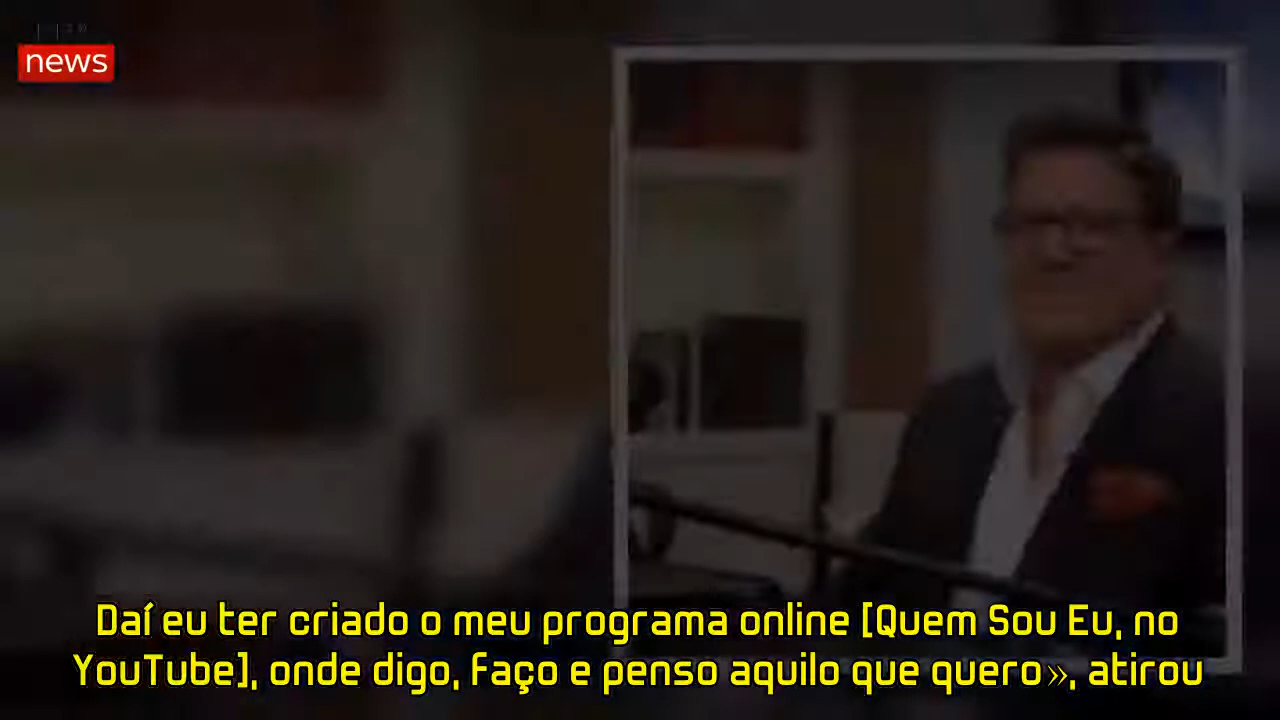 news
Daí eu ter criado o meu programa online [Quem Sou Eu, no
YouTube], onde digo, faço e penso aquilo que quero», atirou